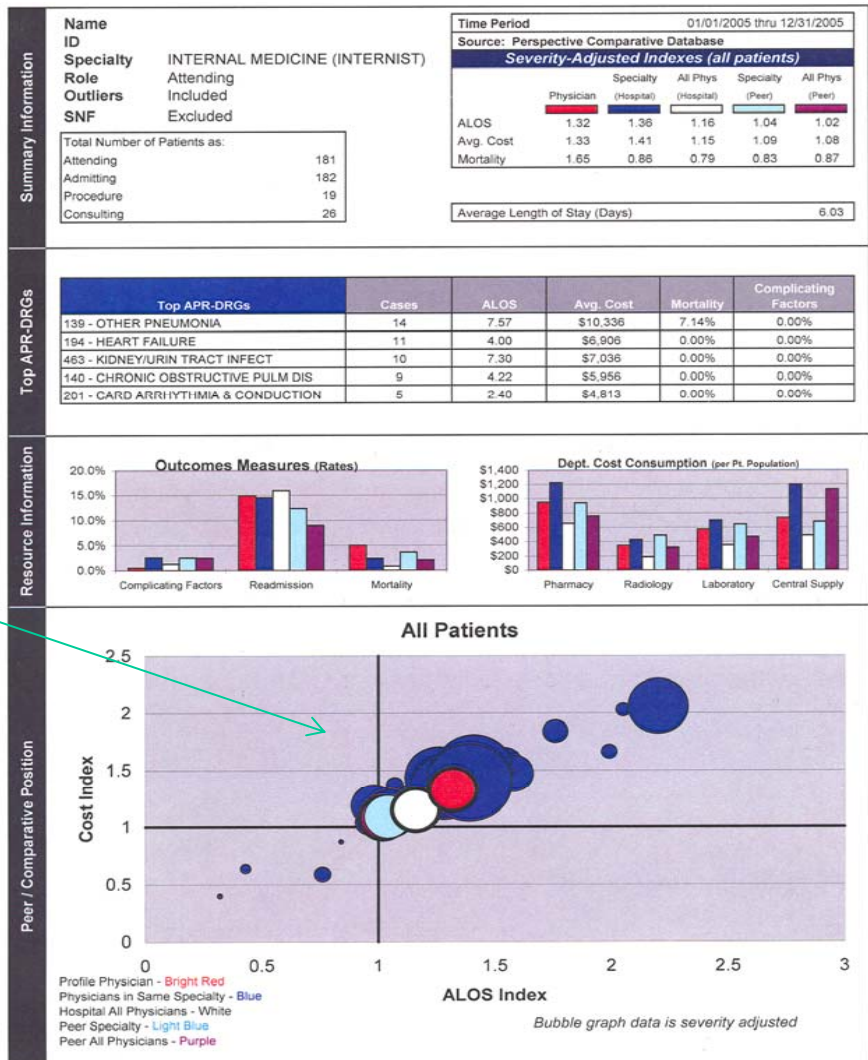 Summary Information
Name
ID
Specialty INTERNAL MEDICINE (INTERNIST)
Role Attending
Outliers Included
SNF Excluded
Total Number of Patients as:
Attending 181
Admitting 182
Procedure 19
Consulting 26
Time Period 01/01/2005 thru 12/31/2005
Source: Perspective Comparative Database
Severity-Adjusted Indexes (all patients)
Specialty All Phys Specialty All Phys
Physician (Hospital) (Hospital) (Peer) (Peer)
ALOS 1.32 1.36 1.16 1.04 1.02
Avg. Cost 1.33 1.41 1.15 1.09 1.08
Mortality 1.65 0.86 0.79 0.83 0.87
Average Length of Stay (Days) 6.03
Top APR-DRGs
Top APR-DRGs Cases ALOS Avg. Cost Mortality Complicating Factors
139 - OTHER PNEUMONIA 14 7.57 $10,336 7.14% 0.00%
194 - HEART FAILURE 11 4.00 $6,906 0.00% 0.00%
463 - KIDNEY/URIN TRACT INFECT 10 7.30 $7,036 0.00% 0.00%
140 - CHRONIC OBSTRUCTIVE PULM DIS 9 4.22 $5,956 0.00% 0.00%
201 - CARD ARRHYTHMIA & CONDUCTION 5 2.40 $4,813 0.00% 0.00%
Resource Information
Outcomes Measures (Rates)
20.0%
15.0%
10.0%
5.0%
0.0%
Complicating Factors Readmission Mortality
Dept. Cost Consumption (per Pt. Population)
$1,400
$1,200
$1,000
$800
$600
$400
$200
$0
Pharmacy Radiology Laboratory Central Supply
Peer / Comparative Position
All Patients
Cost Index
2.5
2
1.5
1
0.5
0
0 0.5 1 1.5 2 2.5 3
ALOS Index
Profile Physician - Bright Red
Physicians in Same Specialty - Blue
Hospital All Physicians - White
Peer Specialty - Light Blue
Peer All Physicians - Purple
Bubble graph data is severity adjusted